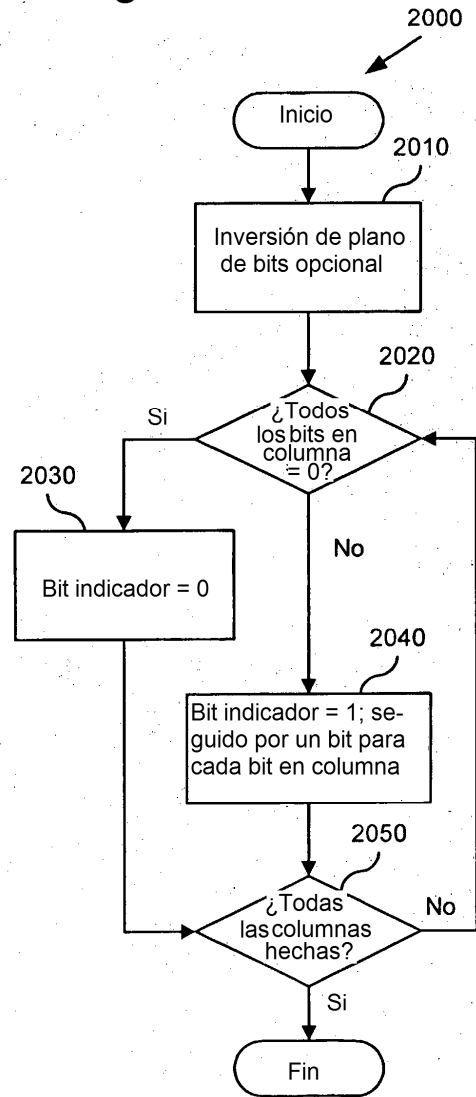 2000
Inicio
2010
Inversión de plano
de bits opcional
2020
¿Todos
los bits en
columna
= 0?
Si
2030
No
Bit indicador = 0
2040
Bit indicador = 1; se-
guido por un bit para
cada bit en columna
2050
¿Todas
las columnas
hechas?
No
Si
Fin